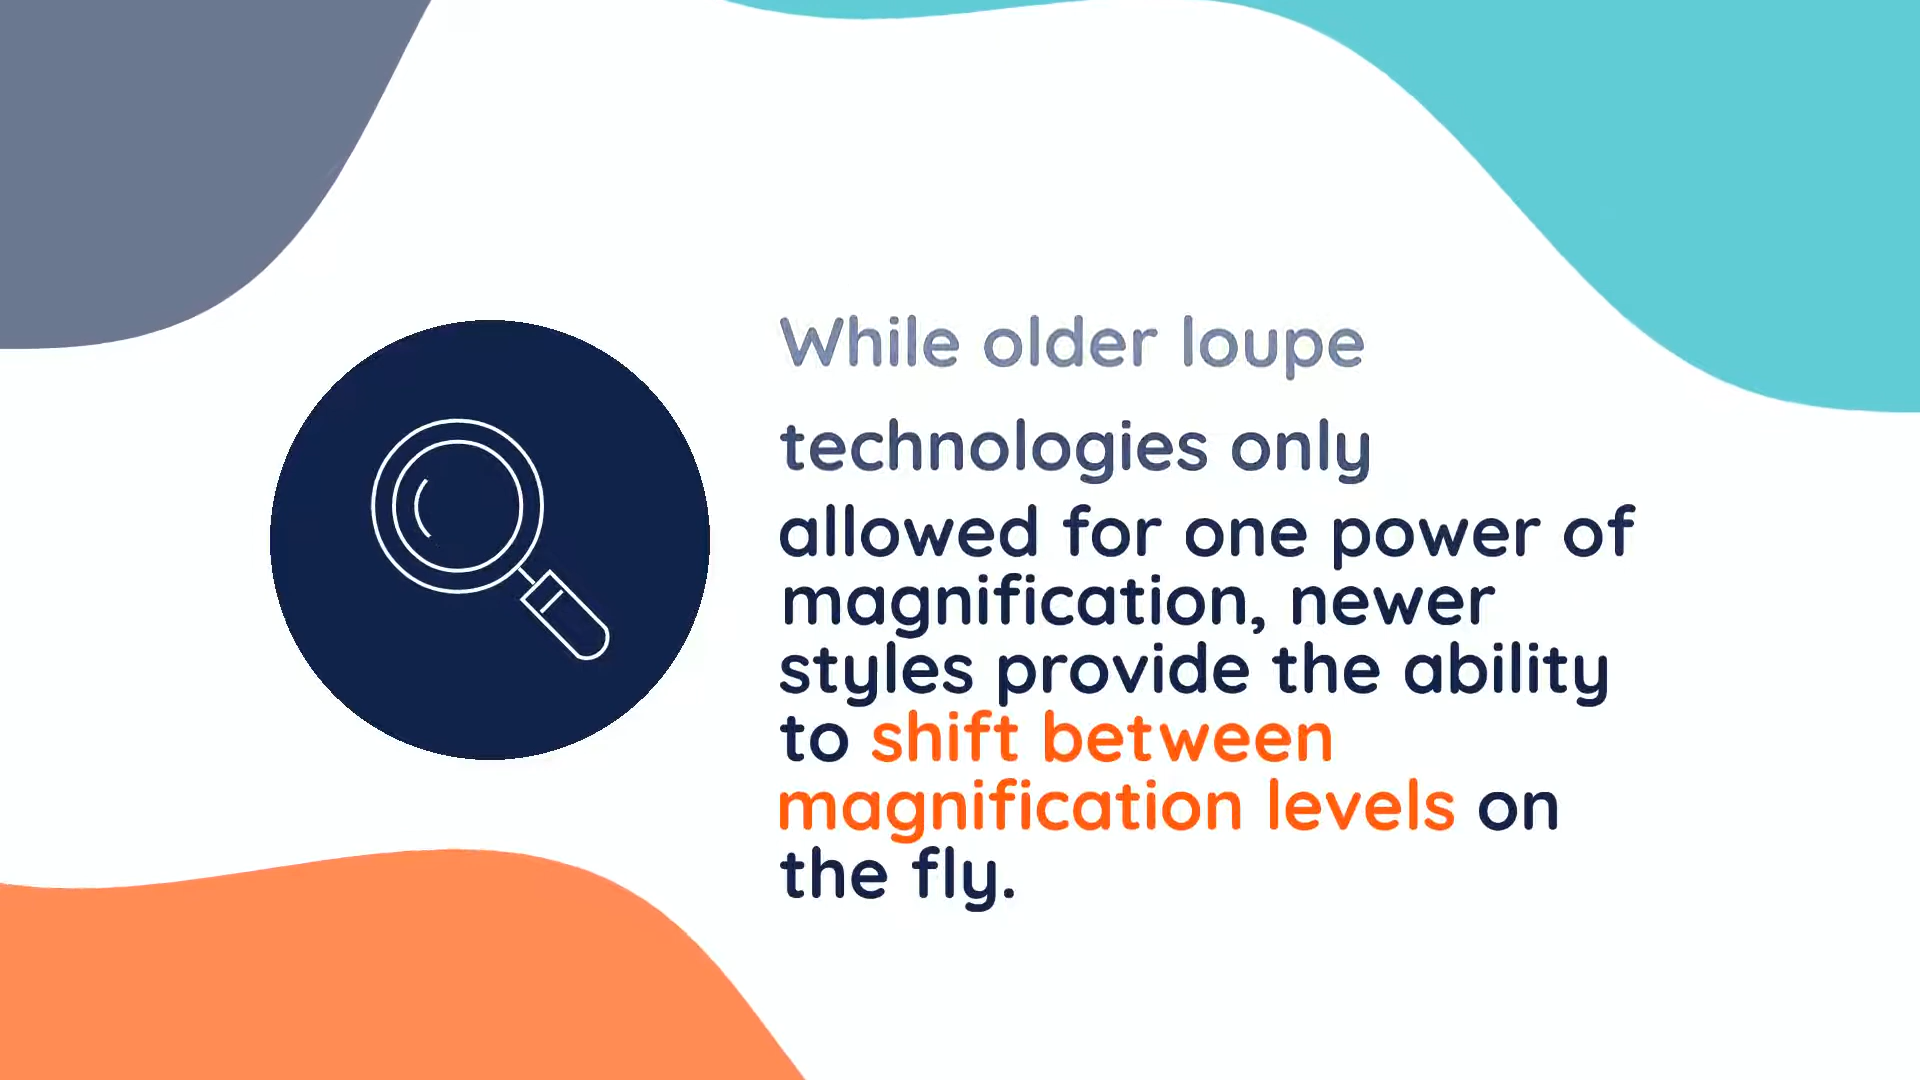 While older loupe
technologies only
allowed for one power of
magnification, newer
styles provide the ability
to shift between
magnification levels on
the fly.